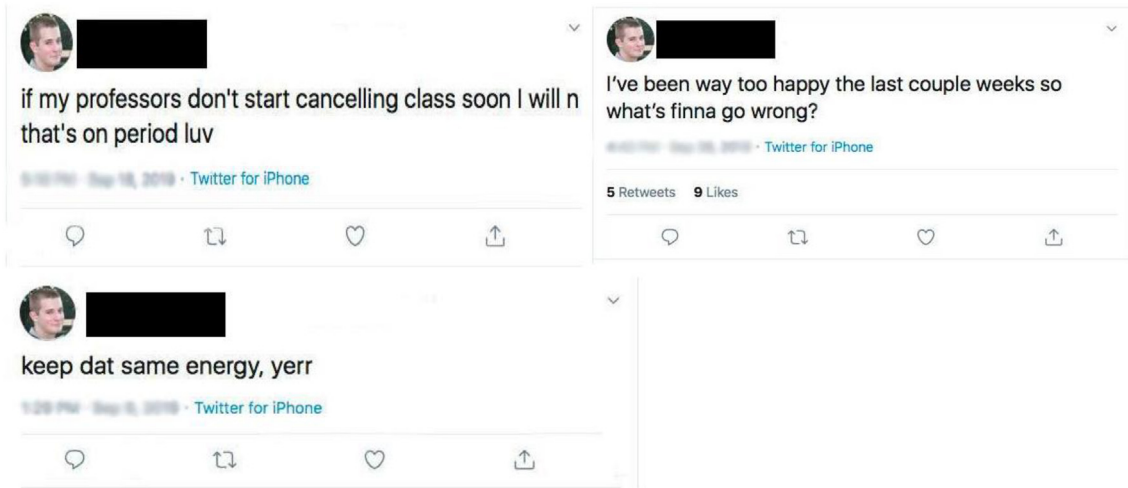 if my professors don't start cancelling class soon I will n
that's on period luv
Twitter for iPhone
I've been way too happy the last couple weeks so
what's finna go wrong?
Twitter for iPhone
5 Retweets 9 Likes
keep dat same energy, yerr
Twitter for iPhone